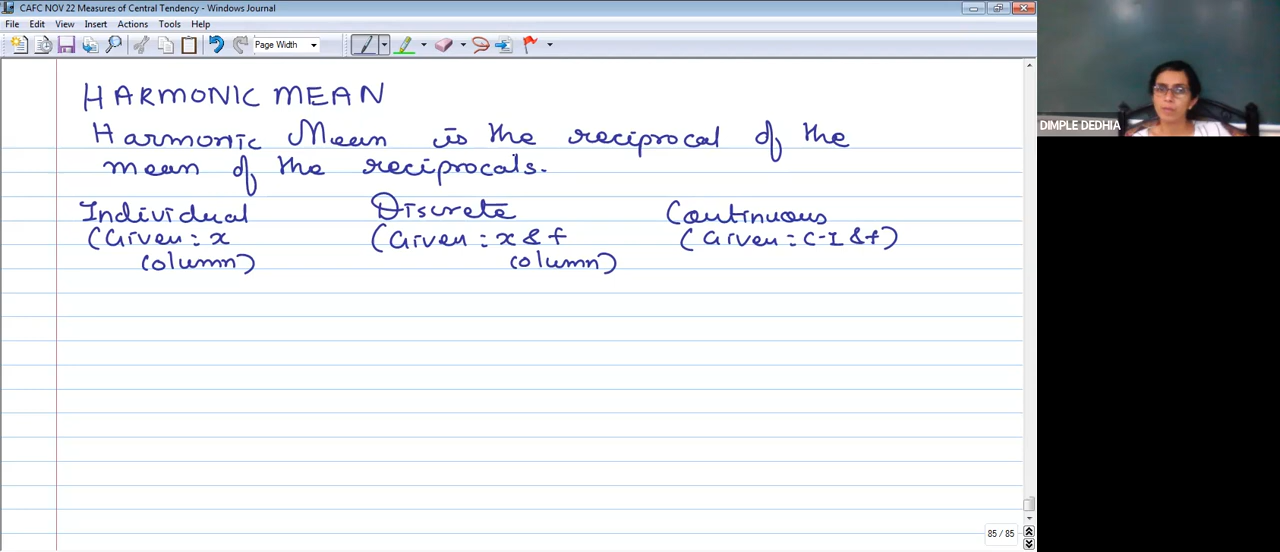 CAFC NOV 22 Measures of Central Tendency - Windows Journal
File Edit View Insert Actions Tools Help
Page Width
HARMONIC MEAN
Harmonic Mean is the reciprocal of the
mean of the reciprocals.
Individual Discrete Continuous
(Given : x (Given : x & f (Given : C-I & f)
column) column)
85 / 85
DIMPLE DEDHIA